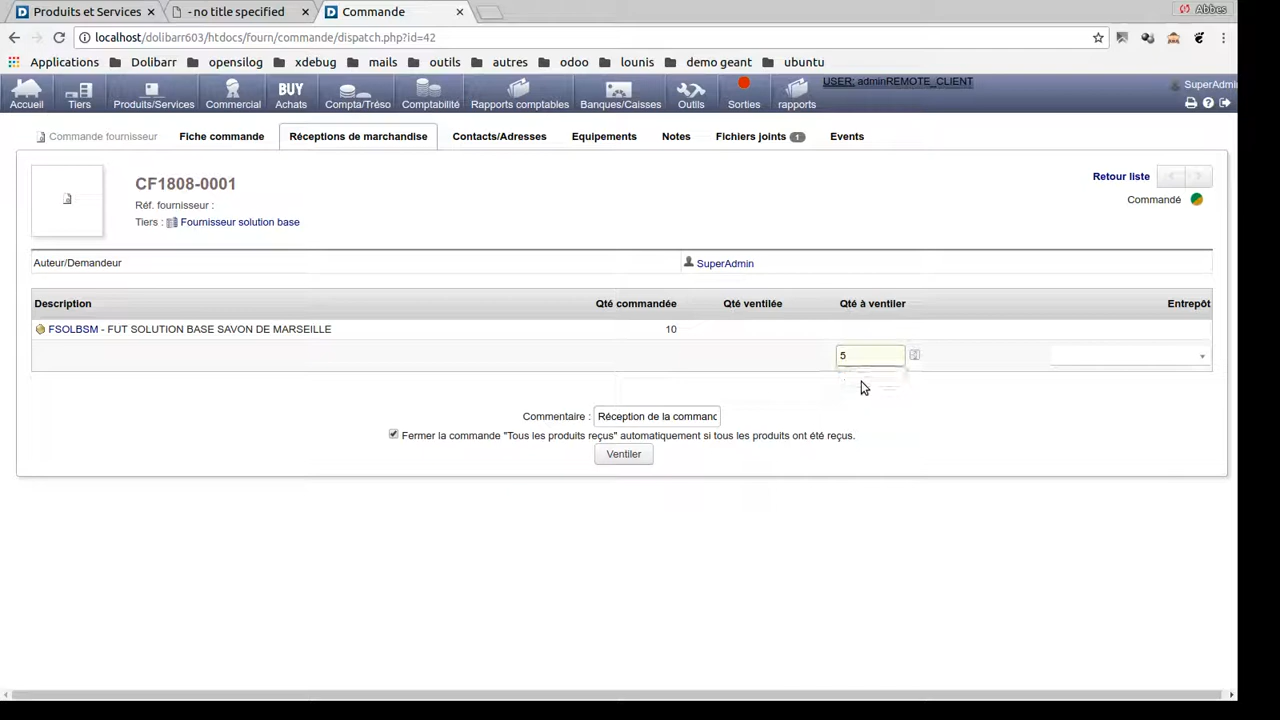 Produits et Services
- no title specified
Commande
Abbes
localhost/dolibarr603/htdocs/fourn/commande/dispatch.php?id=42
Applications Dolibarr opensilog xdebug mails outils autres odoo lounis demo geant ubuntu
Accueil Tiers Produits/Services Commercial Achats Compta/Tréso Comptabilité Rapports comptables Banques/Caisses Outils Sorties rapports
BUY
USER: adminREMOTE_CLIENT
SuperAdmi
Commande fournisseur Fiche commande Réceptions de marchandise Contacts/Adresses Equipements Notes Fichiers joints 1 Events
CF1808-0001
Réf. fournisseur :
Tiers : Fournisseur solution base
Retour liste
Commandé
Auteur/Demandeur SuperAdmin
Description Qté commandée Qté ventilée Qté à ventiler Entrepôt
FSOLBSM - FUT SOLUTION BASE SAVON DE MARSEILLE 10
5
Commentaire : Réception de la command
Fermer la commande "Tous les produits reçus" automatiquement si tous les produits ont été reçus.
Ventiler